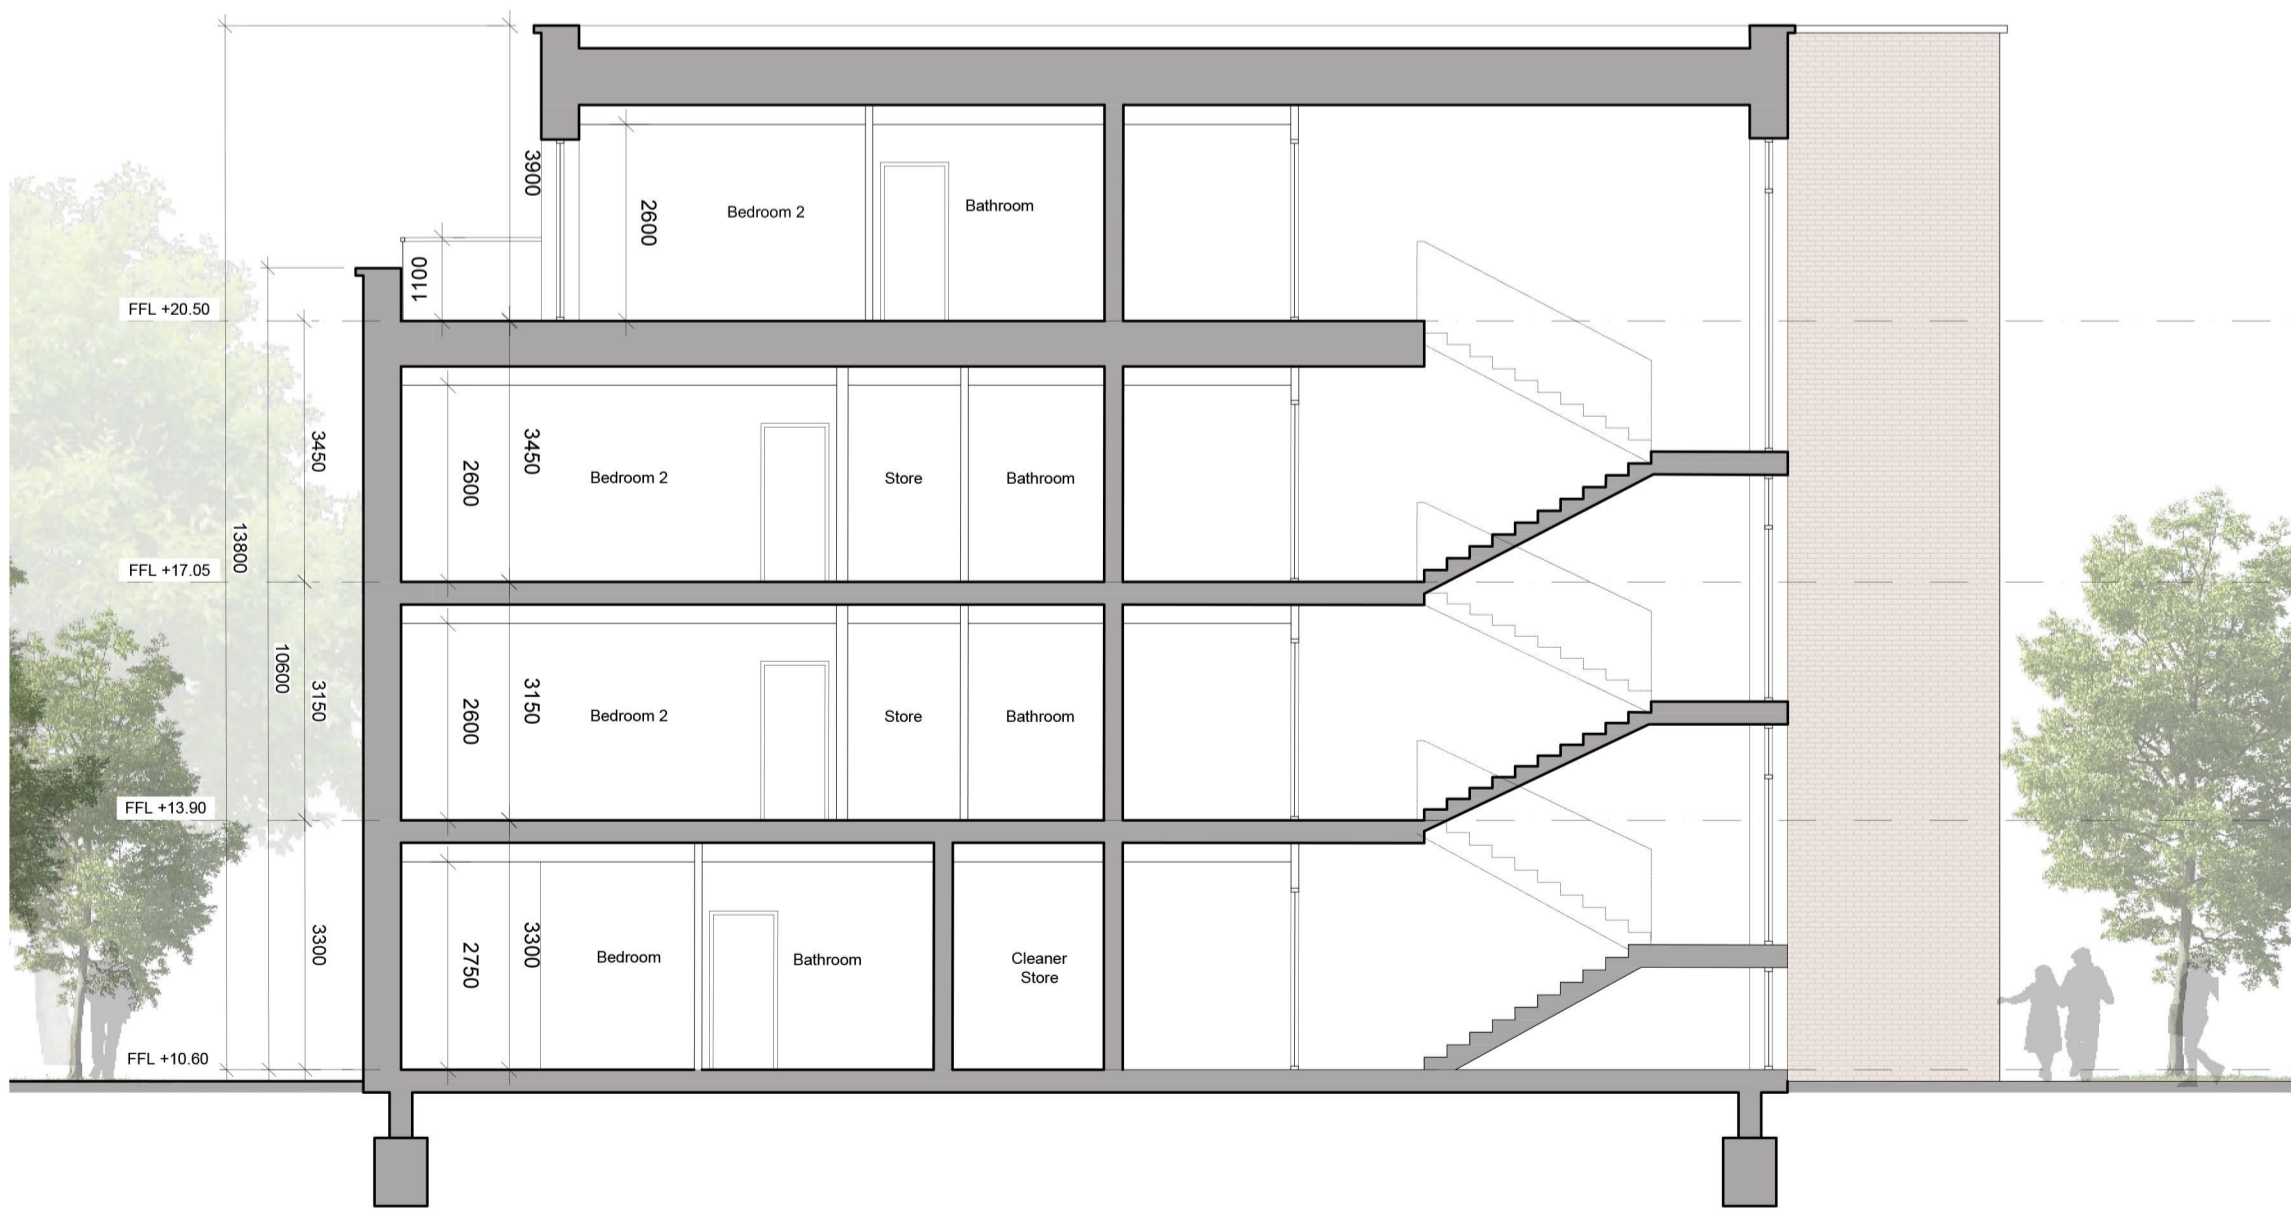 3900
2600
Bedroom 2
Bathroom
1100
FFL +20.50
3450
3450
2600
Bedroom 2
Store
Bathroom
13800
FFL +17.05
10600
3150
3150
2600
Bedroom 2
Store
Bathroom
FFL +13.90
3300
3300
2750
Bedroom
Bathroom
Cleaner
Store
FFL +10.60